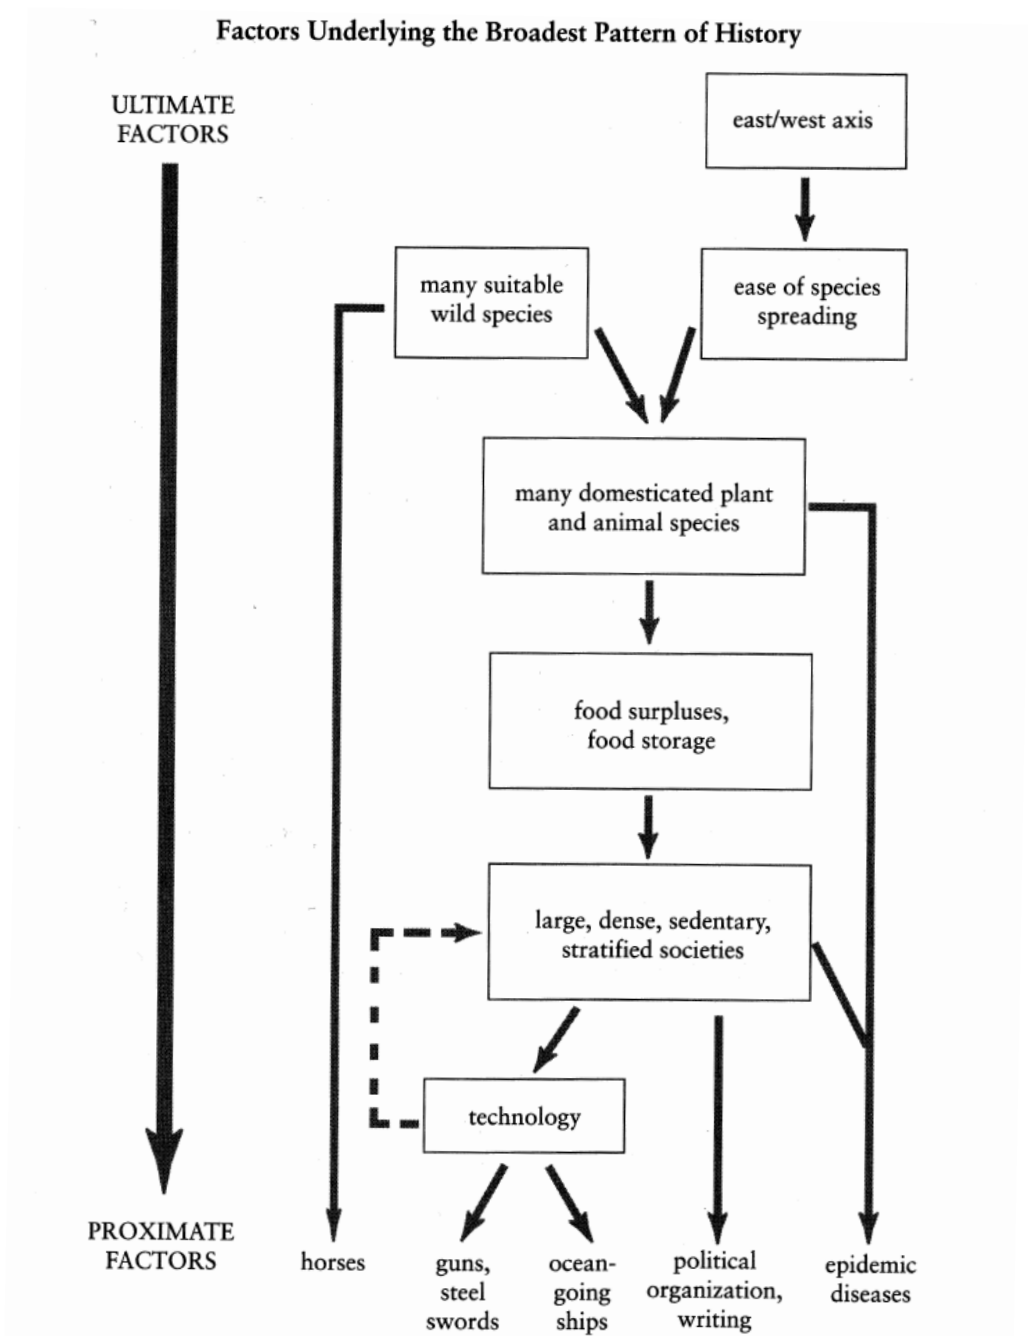 Factors Underlying the Broadest Pattern of History
ULTIMATE
FACTORS
east/west axis
many suitable
wild species
ease of species
spreading
many domesticated plant
and animal species
food surpluses,
food storage
large, dense, sedentary,
stratified societies
technology
PROXIMATE
FACTORS
horses
guns,
steel
swords
ocean-
going
ships
political
organization,
writing
epidemic
diseases